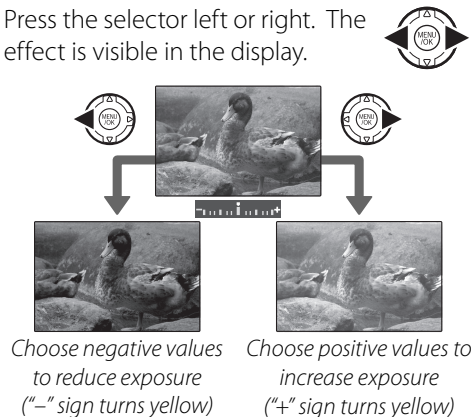 Press the selector left or right. The
effect is visible in the display.
MENU
/OK
MENU
/OK
MENU
/OK
– +
Choose negative values
to reduce exposure
(“–” sign turns yellow)
Choose positive values to
increase exposure
(“+” sign turns yellow)